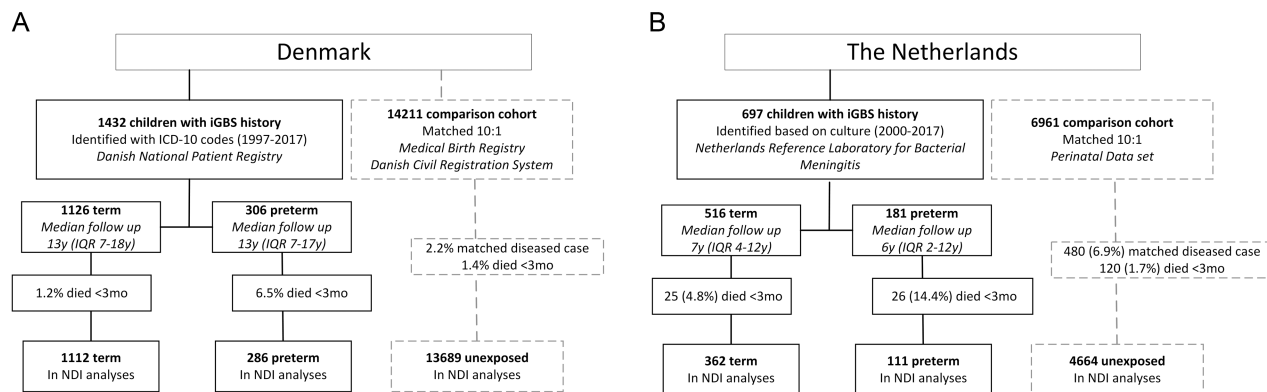 A
Denmark
1432 children with iGBS history
Identified with ICD-10 codes (1997-2017)
Danish National Patient Registry
14211 comparison cohort
Matched 10:1
Medical Birth Registry
Danish Civil Registration System
1126 term
Median follow up
13y (IQR 7-18y)
306 preterm
Median follow up
13y (IQR 7-17y)
2.2% matched diseased case
1.4% died <3mo
1.2% died <3mo
6.5% died <3mo
1112 term
In NDI analyses
286 preterm
In NDI analyses
13689 unexposed
In NDI analyses
B
The Netherlands
697 children with iGBS history
Identified based on culture (2000-2017)
Netherlands Reference Laboratory for Bacterial
Meningitis
6961 comparison cohort
Matched 10:1
Perinatal Data set
516 term
Median follow up
7y (IQR 4-12y)
181 preterm
Median follow up
6y (IQR 2-12y)
480 (6.9%) matched diseased case
120 (1.7%) died <3mo
25 (4.8%) died <3mo
26 (14.4%) died <3mo
362 term
In NDI analyses
111 preterm
In NDI analyses
4664 unexposed
In NDI analyses